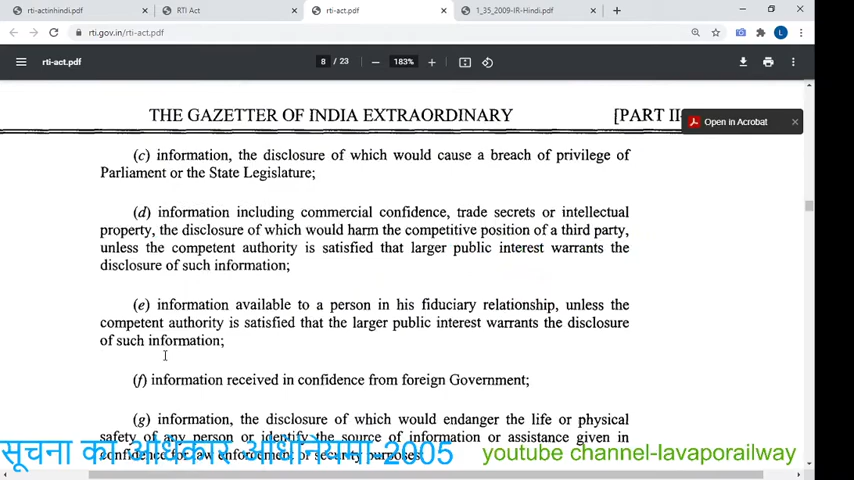 rti-actinhindi.pdf
RTI Act
rti-act.pdf
1_35_2009-IR-Hindi.pdf
rti.gov.in/rti-act.pdf
L
rti-act.pdf
8 / 23
183%
THE GAZETTER OF INDIA EXTRAORDINARY [PART II
Open in Acrobat
(c) information, the disclosure of which would cause a breach of privilege of
Parliament or the State Legislature;
(d) information including commercial confidence, trade secrets or intellectual
property, the disclosure of which would harm the competitive position of a third party,
unless the competent authority is satisfied that larger public interest warrants the
disclosure of such information;
(e) information available to a person in his fiduciary relationship, unless the
competent authority is satisfied that the larger public interest warrants the disclosure
of such information;
(f) information received in confidence from foreign Government;
(g) information, the disclosure of which would endanger the life or physical
safety of any person or identify the source of information or assistance given in
confidence for law enforcement or security purposes
सूचना का अधिकार अधिनियम 2005 youtube channel-lavaporailway